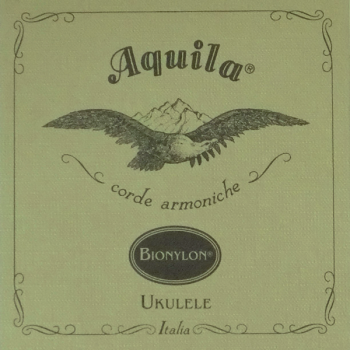 Aquila®
corde armoniche
BIONYLON®
UKULELE
Italia